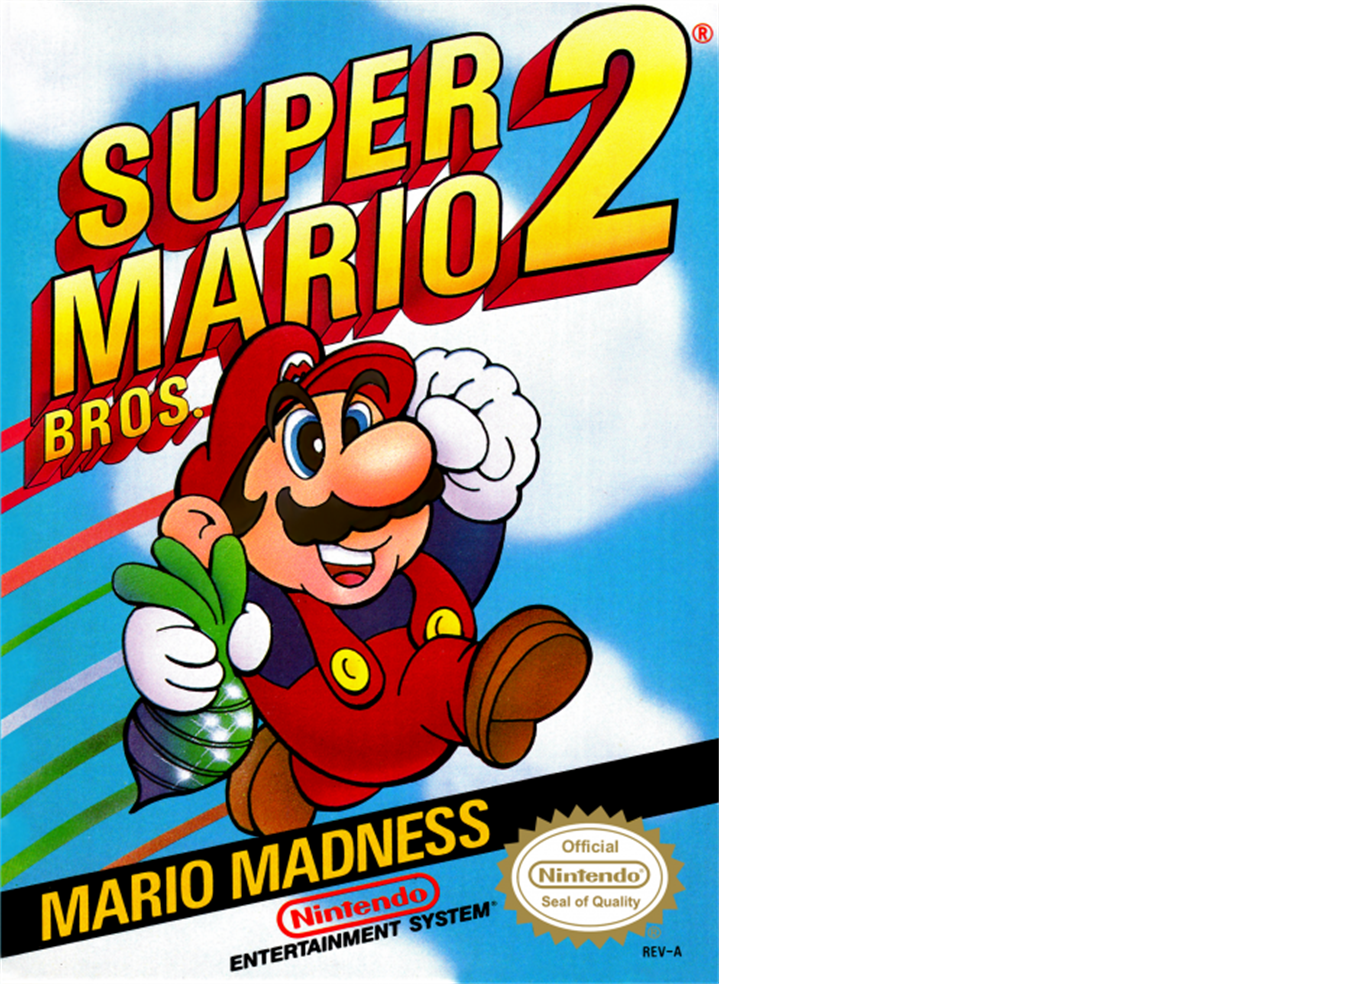 SUPER
MARIO 2®
BROS.
M
MARIO MADNESS
Nintendo®
ENTERTAINMENT SYSTEM®
Official
Nintendo®
Seal of Quality
®
REV-A